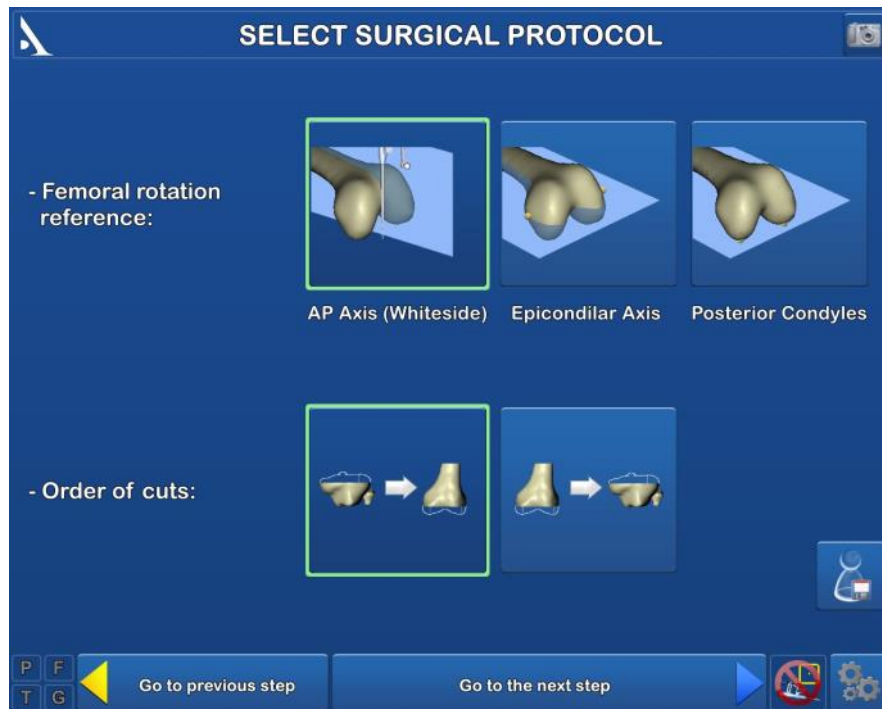 SELECT SURGICAL PROTOCOL
- Femoral rotation
reference:
AP Axis (Whiteside)
Epicondilar Axis
Posterior Condyles
- Order of cuts:
P F
T G
Go to previous step
Go to the next step